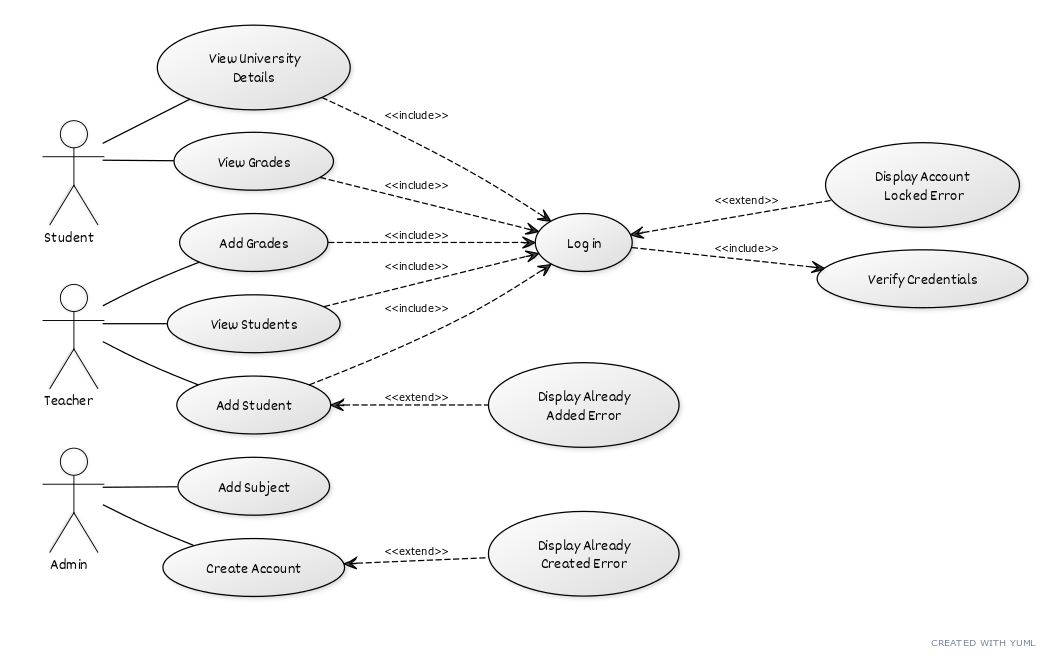 View University
Details
<<include>>
View Grades
<<include>>
Student
Add Grades
<<include>>
Log in
<<extend>>
Display Account
Locked Error
<<include>>
Verify Credentials
<<include>>
View Students
<<include>>
Teacher
Add Student
<<extend>>
Display Already
Added Error
Add Subject
Admin
Create Account
<<extend>>
Display Already
Created Error
CREATED WITH YUML